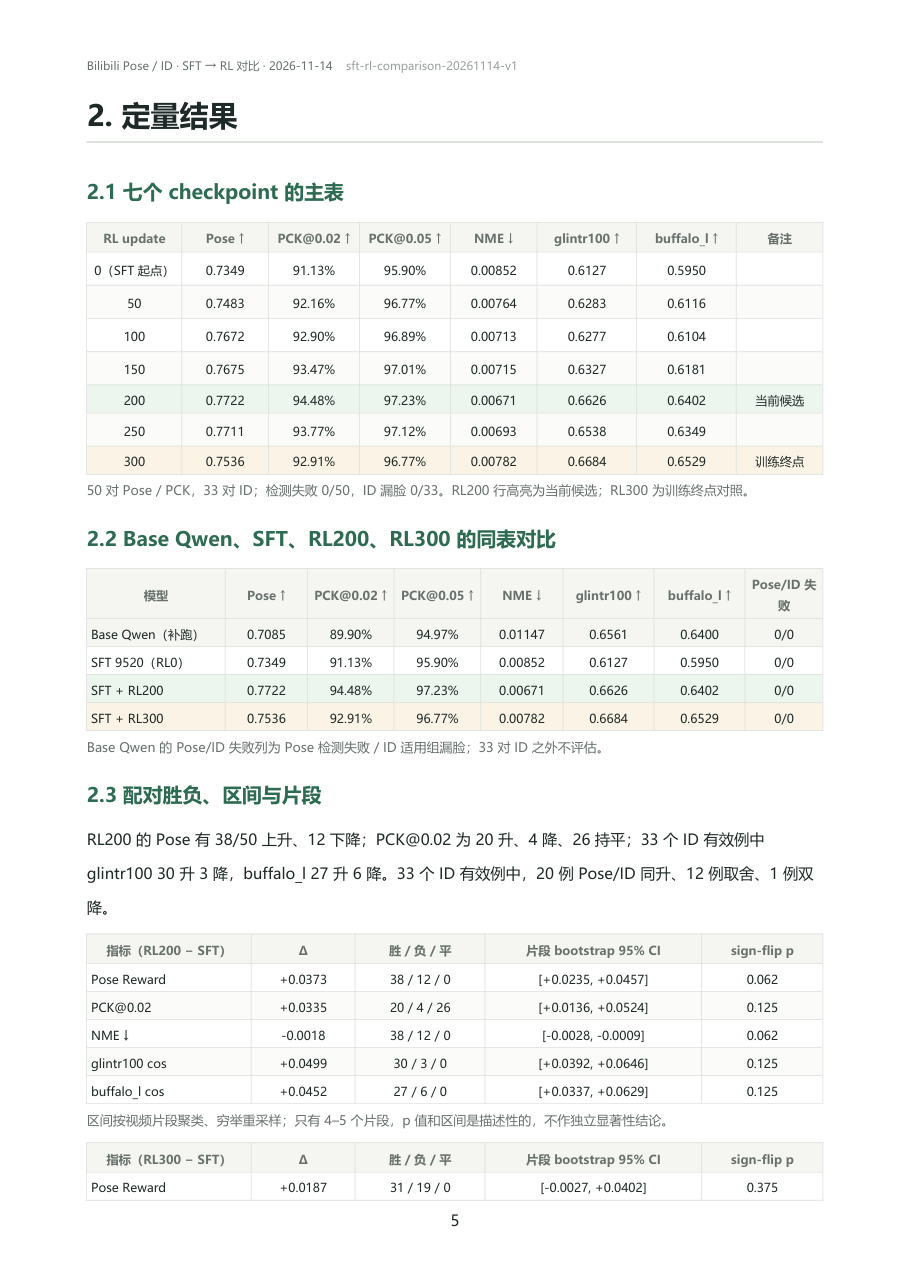 Bilibili Pose / ID · SFT → RL 对比 · 2026-11-14 sft-rl-comparison-20261114-v1
2. 定量结果
2.1 七个 checkpoint 的主表
RL update Pose ↑ PCK@0.02 ↑ PCK@0.05 ↑ NME ↓ glintr100 ↑ buffalo_l ↑ 备注
0（SFT 起点） 0.7349 91.13% 95.90% 0.00852 0.6127 0.5950
50 0.7483 92.16% 96.77% 0.00764 0.6283 0.6116
100 0.7672 92.90% 96.89% 0.00713 0.6277 0.6104
150 0.7675 93.47% 97.01% 0.00715 0.6327 0.6181
200 0.7722 94.48% 97.23% 0.00671 0.6626 0.6402 当前候选
250 0.7711 93.77% 97.12% 0.00693 0.6538 0.6349
300 0.7536 92.91% 96.77% 0.00782 0.6684 0.6529 训练终点
50 对 Pose / PCK，33 对 ID；检测失败 0/50，ID 漏脸 0/33。RL200 行高亮为当前候选；RL300 为训练终点对照。
2.2 Base Qwen、SFT、RL200、RL300 的同表对比
模型 Pose ↑ PCK@0.02 ↑ PCK@0.05 ↑ NME ↓ glintr100 ↑ buffalo_l ↑ Pose/ID 失
败
Base Qwen（补跑） 0.7085 89.90% 94.97% 0.01147 0.6561 0.6400 0/0
SFT 9520（RL0） 0.7349 91.13% 95.90% 0.00852 0.6127 0.5950 0/0
SFT + RL200 0.7722 94.48% 97.23% 0.00671 0.6626 0.6402 0/0
SFT + RL300 0.7536 92.91% 96.77% 0.00782 0.6684 0.6529 0/0
Base Qwen 的 Pose/ID 失败列为 Pose 检测失败 / ID 适用组漏脸；33 对 ID 之外不评估。
2.3 配对胜负、区间与片段
RL200 的 Pose 有 38/50 上升、12 下降；PCK@0.02 为 20 升、4 降、26 持平；33 个 ID 有效例中
glintr100 30 升 3 降，buffalo_l 27 升 6 降。33 个 ID 有效例中，20 例 Pose/ID 同升、12 例取舍、1 例双
降。
指标（RL200 − SFT） Δ 胜 / 负 / 平 片段 bootstrap 95% CI sign-flip p
Pose Reward +0.0373 38 / 12 / 0 [+0.0235, +0.0457] 0.062
PCK@0.02 +0.0335 20 / 4 / 26 [+0.0136, +0.0524] 0.125
NME ↓ -0.0018 38 / 12 / 0 [-0.0028, -0.0009] 0.062
glintr100 cos +0.0499 30 / 3 / 0 [+0.0392, +0.0646] 0.125
buffalo_l cos +0.0452 27 / 6 / 0 [+0.0337, +0.0629] 0.125
区间按视频片段聚类、穷举重采样；只有 4–5 个片段，p 值和区间是描述性的，不作独立显著性结论。
指标（RL300 − SFT） Δ 胜 / 负 / 平 片段 bootstrap 95% CI sign-flip p
Pose Reward +0.0187 31 / 19 / 0 [-0.0027, +0.0402] 0.375
5